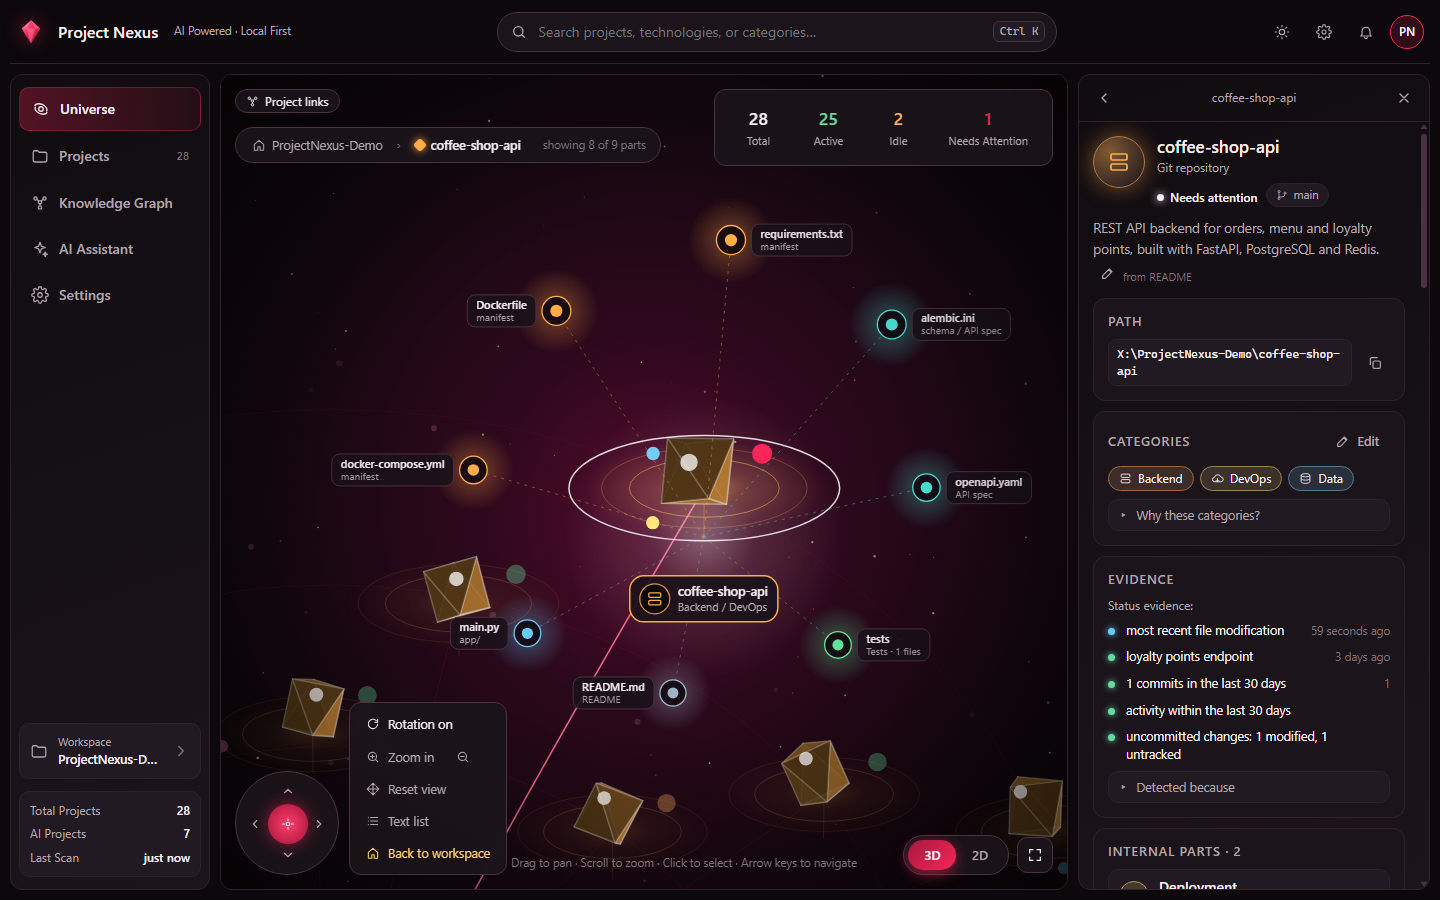 Project Nexus
AI Powered · Local First
Search projects, technologies, or categories...
Ctrl K
PN
Universe
Projects
28
Knowledge Graph
AI Assistant
Settings
Workspace
ProjectNexus-D...
Total Projects
28
AI Projects
7
Last Scan
just now
Project links
ProjectNexus-Demo
›
coffee-shop-api
showing 8 of 9 parts
28
Total
25
Active
2
Idle
1
Needs Attention
requirements.txt
manifest
Dockerfile
manifest
alembic.ini
schema / API spec
docker-compose.yml
manifest
openapi.yaml
API spec
coffee-shop-api
Backend / DevOps
main.py
app/
tests
Tests · 1 files
README.md
README
Rotation on
Zoom in
Reset view
Text list
Back to workspace
Drag to pan · Scroll to zoom · Click to select · Arrow keys to navigate
3D
2D
coffee-shop-api
coffee-shop-api
Git repository
Needs attention
main
REST API backend for orders, menu and loyalty
points, built with FastAPI, PostgreSQL and Redis.
from README
PATH
X:\ProjectNexus-Demo\coffee-shop-
api
CATEGORIES
Edit
Backend
DevOps
Data
Why these categories?
EVIDENCE
Status evidence:
most recent file modification
59 seconds ago
loyalty points endpoint
3 days ago
1 commits in the last 30 days
1
activity within the last 30 days
uncommitted changes: 1 modified, 1
untracked
Detected because
INTERNAL PARTS · 2
Deployment